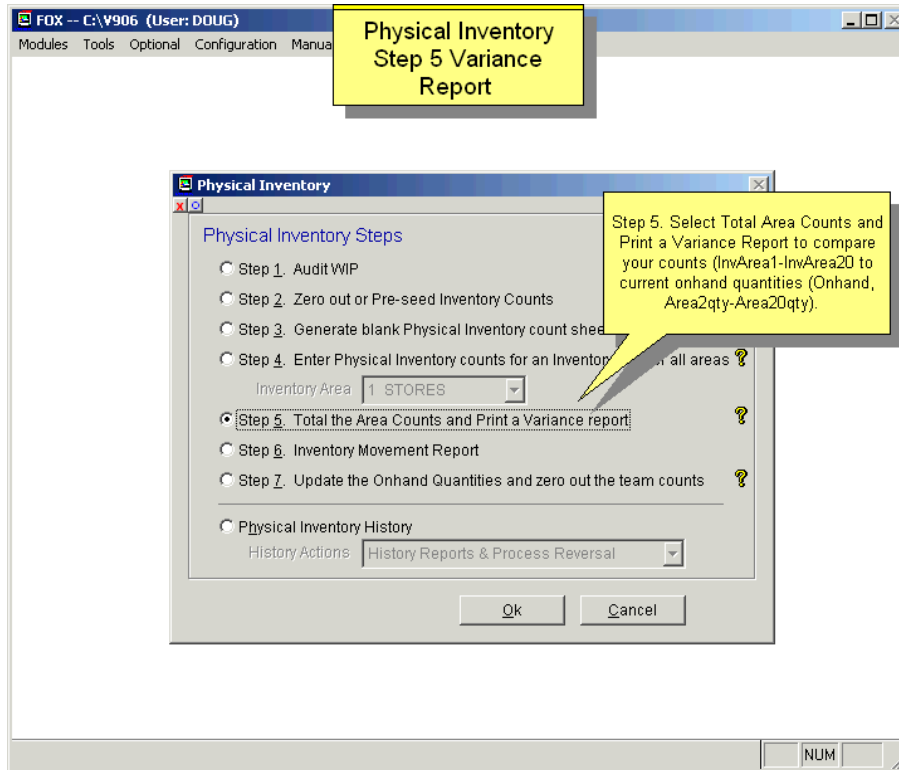 FOX -- C:\V906 (User: DOUG)
Modules Tools Optional Configuration
Physical Inventory
Step 5 Variance
Report
Physical Inventory
Physical Inventory Steps
Step 1. Audit WIP
Step 2. Zero out or Pre-seed Inventory Counts
Step 3. Generate blank Physical Inventory count
Step 4. Enter Physical Inventory counts for an all areas
Inventory Area 1 STORES
Step 5. Total the Area Counts and Print a Variance report
Step 6. Inventory Movement Report
Step 7. Update the Onhand Quantities and zero out the team counts
Physical Inventory History
History Actions History Reports & Process Reversal
Ok Cancel
Step 5. Select Total Area Counts and
Print a Variance Report to compare
your counts (InvArea1-InvArea20 to
current onhand quantities (Onhand,
Area2qty-Area20qty).
NUM